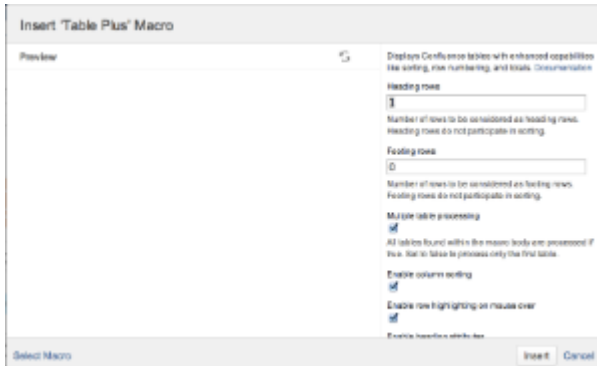 Insert 'Table Plus' Macro
Preview
Displays Confluence tables with enhanced capabilities
like sorting, row numbering, and totals. Documentation
Heading rows
1
Number of rows to be considered as heading rows.
Heading rows do not participate in sorting.
Footing rows
0
Number of rows to be considered as footing rows.
Footing rows do not participate in sorting.
Multiple table processing
All tables found within the macro body are processed if
true. Set to false to process only the first table.
Enable column sorting
Enable row highlighting on mouse over
Enable heading attributes
Select Macro
Insert
Cancel